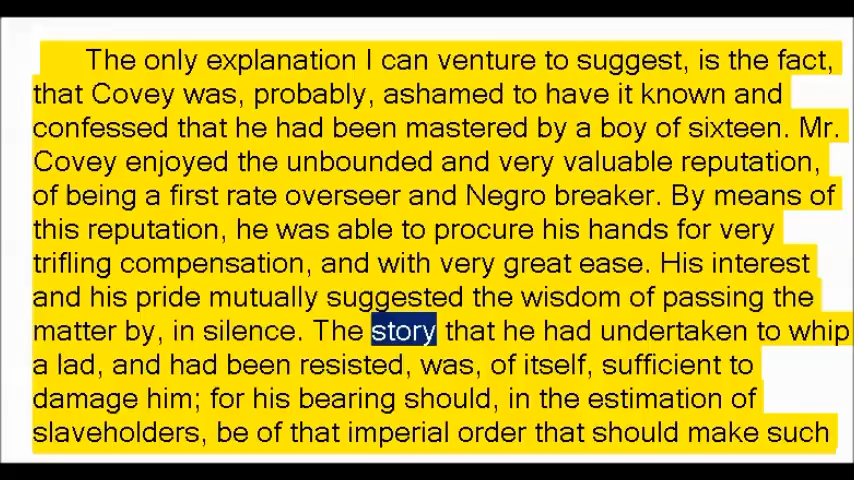 The only explanation I can venture to suggest, is the fact,
that Covey was, probably, ashamed to have it known and
confessed that he had been mastered by a boy of sixteen. Mr.
Covey enjoyed the unbounded and very valuable reputation,
of being a first rate overseer and Negro breaker. By means of
this reputation, he was able to procure his hands for very
trifling compensation, and with very great ease. His interest
and his pride mutually suggested the wisdom of passing the
matter by, in silence. The story that he had undertaken to whip
a lad, and had been resisted, was, of itself, sufficient to
damage him; for his bearing should, in the estimation of
slaveholders, be of that imperial order that should make such